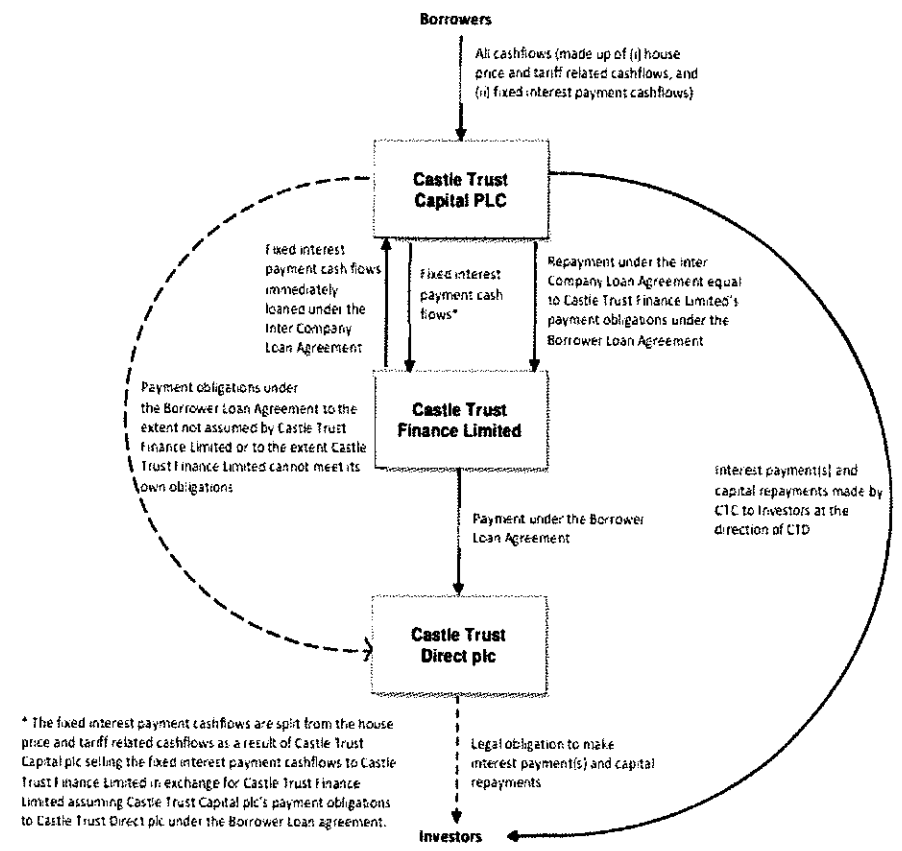 Borrowers
All cashflows (made up of (i) house
price and tariff related cashflows, and
(ii) fixed interest payment cashflows)
Castle Trust
Capital PLC
Fixed interest
payment cash flows
immediately
loaned under the
Inter Company
Loan Agreement
Fixed interest
payment cash
flows*
Repayment under the Inter
Company Loan Agreement equal
to Castle Trust Finance Limited's
payment obligations under the
Borrower Loan Agreement
Payment obligations under
the Borrower Loan Agreement to the
extent not assumed by Castle Trust
Finance Limited or to the extent Castle
Trust Finance Limited cannot meet its
own obligations
Castle Trust
Finance Limited
Interest payment(s) and
capital repayments made by
CTC to Investors at the
direction of CTD
Payment under the Borrower
Loan Agreement
Castle Trust
Direct plc
* The fixed interest payment cashflows are split from the house
price and tariff related cashflows as a result of Castle Trust
Capital plc selling the fixed interest payment cashflows to Castle
Trust Finance Limited in exchange for Castle Trust Finance
Limited assuming Castle Trust Capital plc's payment obligations
to Castle Trust Direct plc under the Borrower Loan agreement.
Legal obligation to make
interest payment(s) and capital
repayments
Investors